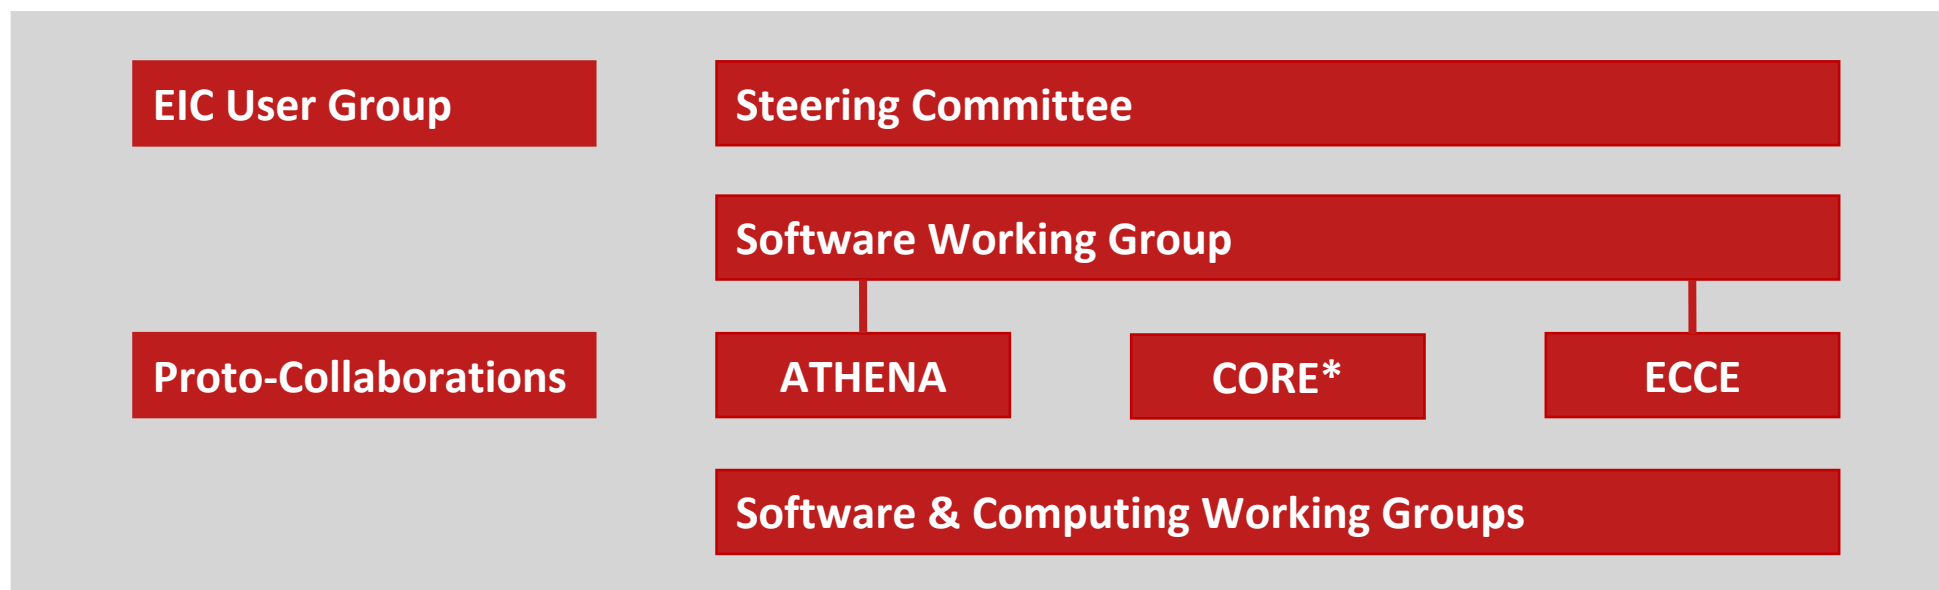 EIC User Group
Steering Committee
Software Working Group
Proto-Collaborations
ATHENA
CORE*
ECCE
Software & Computing Working Groups